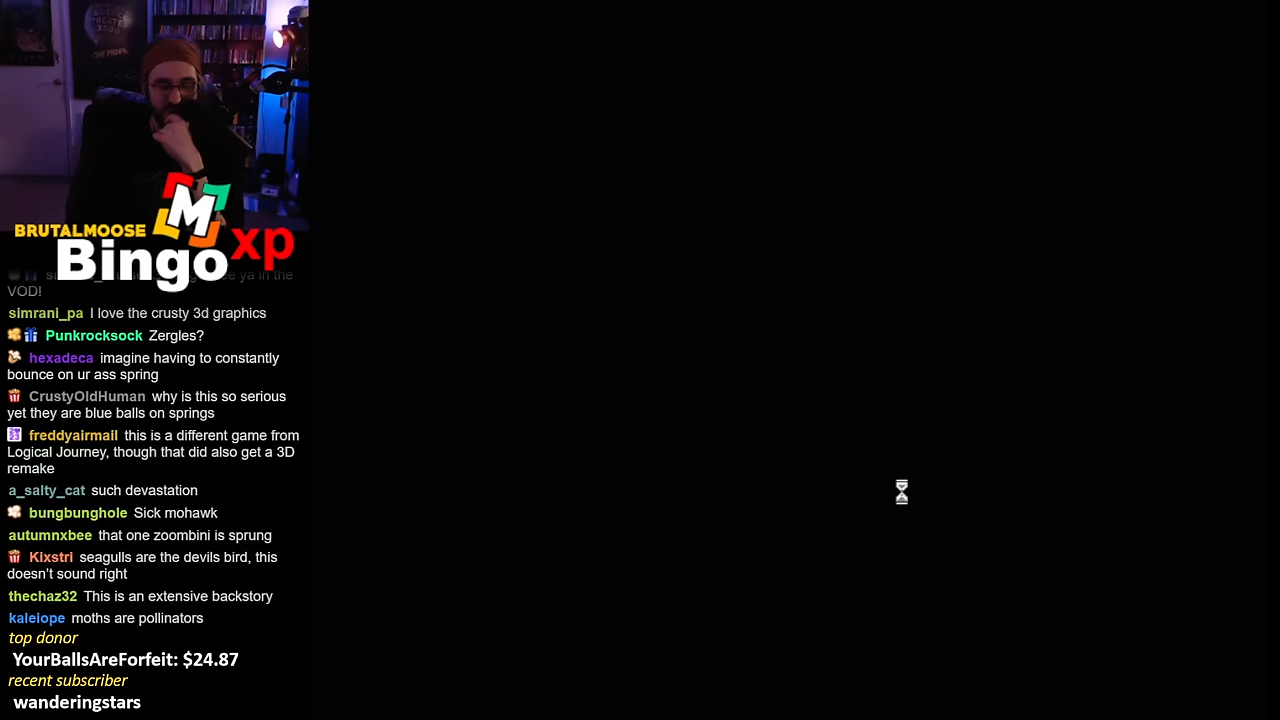 BRUTALMOOSE
M
Bingo xp
ya in the
VOD!
simrani_pa I love the crusty 3d graphics
Punkrocksock Zergles?
hexadeca imagine having to constantly
bounce on ur ass spring
CrustyOldHuman why is this so serious
yet they are blue balls on springs
freddyairmail this is a different game from
Logical Journey, though that did also get a 3D
remake
a_salty_cat such devastation
bungbunghole Sick mohawk
autumnxbee that one zoombini is sprung
Klxstri seagulls are the devils bird, this
doesn't sound right
thechaz32 This is an extensive backstory
kaleiope moths are pollinators
top donor
YourBallsAreForfeit: $24.87
recent subscriber
wanderingstars